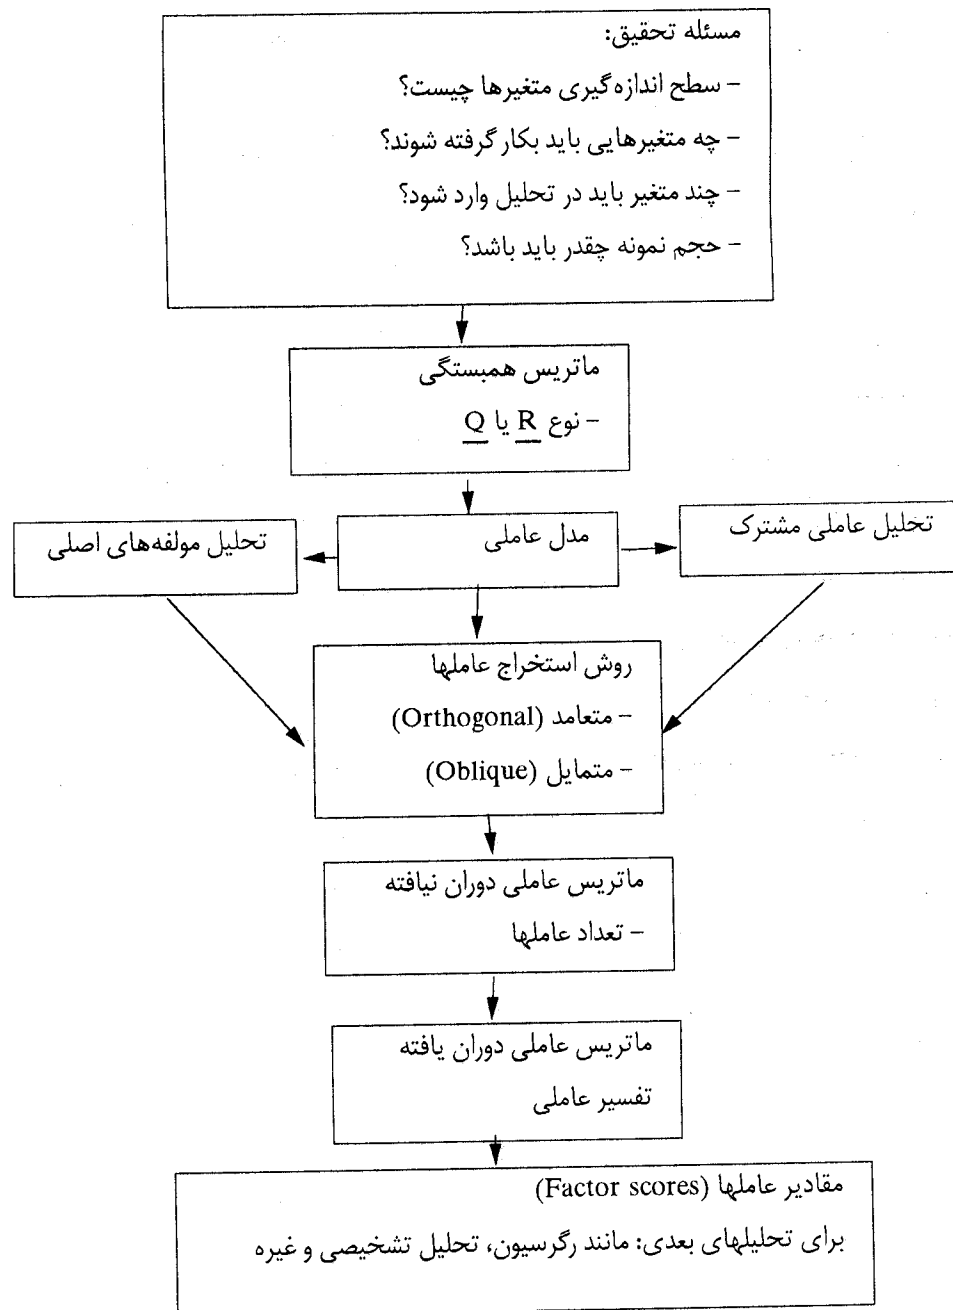 مسئله تحقیق:
– سطح اندازه‌گیری متغیرها چیست؟
– چه متغیرهایی باید بکار گرفته شوند؟
– چند متغیر باید در تحلیل وارد شود؟
– حجم نمونه چقدر باید باشد؟
ماتریس همبستگی
– نوع R یا Q
تحلیل عاملی مشترک
مدل عاملی
تحلیل مولفه‌های اصلی
روش استخراج عاملها
– متعامد (Orthogonal)
– متمایل (Oblique)
ماتریس عاملی دوران نیافته
– تعداد عاملها
ماتریس عاملی دوران یافته
تفسیر عاملی
مقادیر عاملها (Factor scores)
برای تحلیلهای بعدی: مانند رگرسیون، تحلیل تشخیصی و غیره